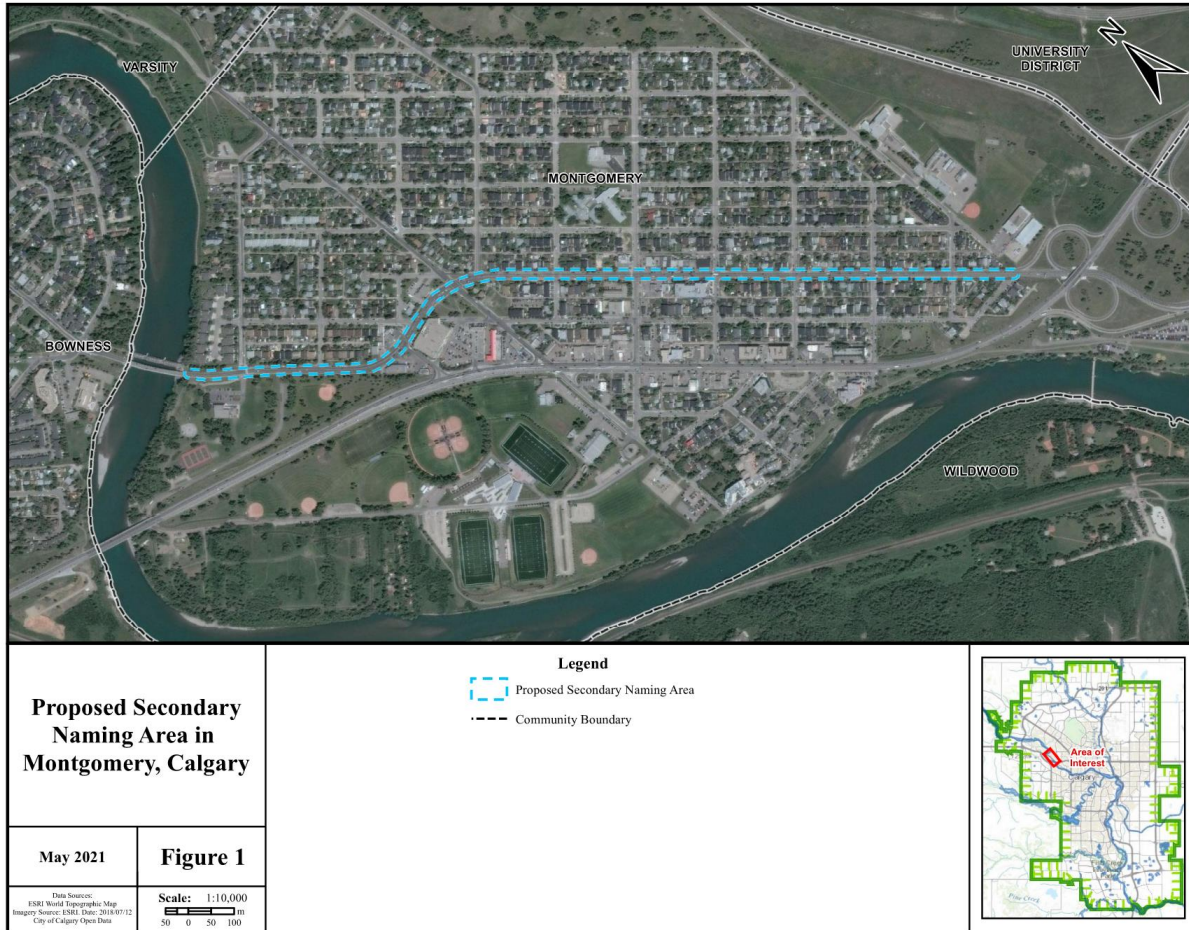 VARSITY
UNIVERSITY
DISTRICT
N
MONTGOMERY
BOWNESS
WILDWOOD
Proposed Secondary
Naming Area in
Montgomery, Calgary
May 2021
Figure 1
Data Sources:
ESRI World Topographic Map
Imagery Source: ESRI. Date: 2018/07/12
City of Calgary Open Data
Scale: 1:10,000
m
50 0 50 100
Legend
Proposed Secondary Naming Area
Community Boundary
Area of
Interest
Calgary
Pine Creek